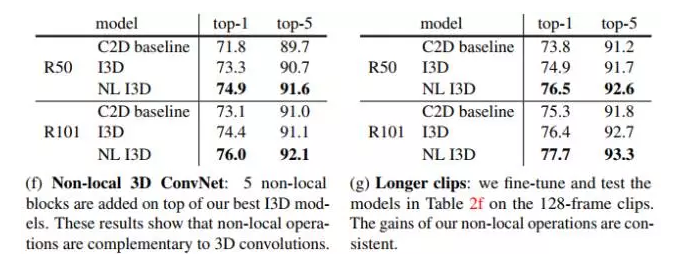 model top-1 top-5
C2D baseline 71.8 89.7
R50 I3D 73.3 90.7
NL I3D 74.9 91.6
C2D baseline 73.1 91.0
R101 I3D 74.4 91.1
NL I3D 76.0 92.1
(f) Non-local 3D ConvNet: 5 non-local
blocks are added on top of our best I3D mod-
els. These results show that non-local opera-
tions are complementary to 3D convolutions.
model top-1 top-5
C2D baseline 73.8 91.2
R50 I3D 74.9 91.7
NL I3D 76.5 92.6
C2D baseline 75.3 91.8
R101 I3D 76.4 92.7
NL I3D 77.7 93.3
(g) Longer clips: we fine-tune and test the
models in Table 2f on the 128-frame clips.
The gains of our non-local operations are con-
sistent.